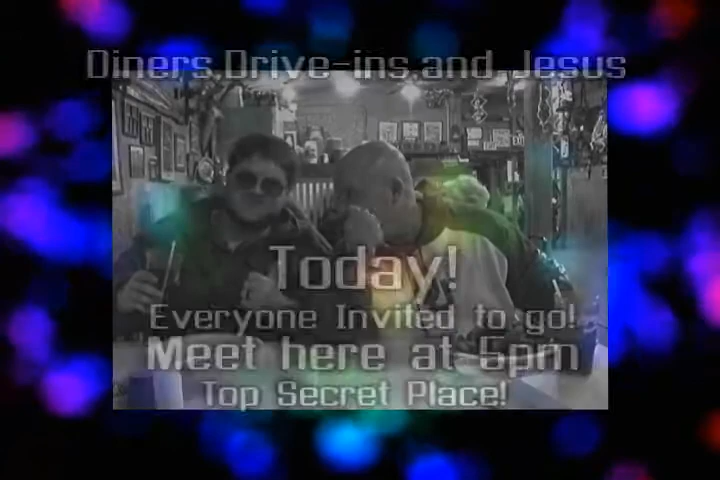 Diners, Drive-ins, and Jesus
Today!
Everyone Invited to go!
Meet here at 5pm
Top Secret Place!